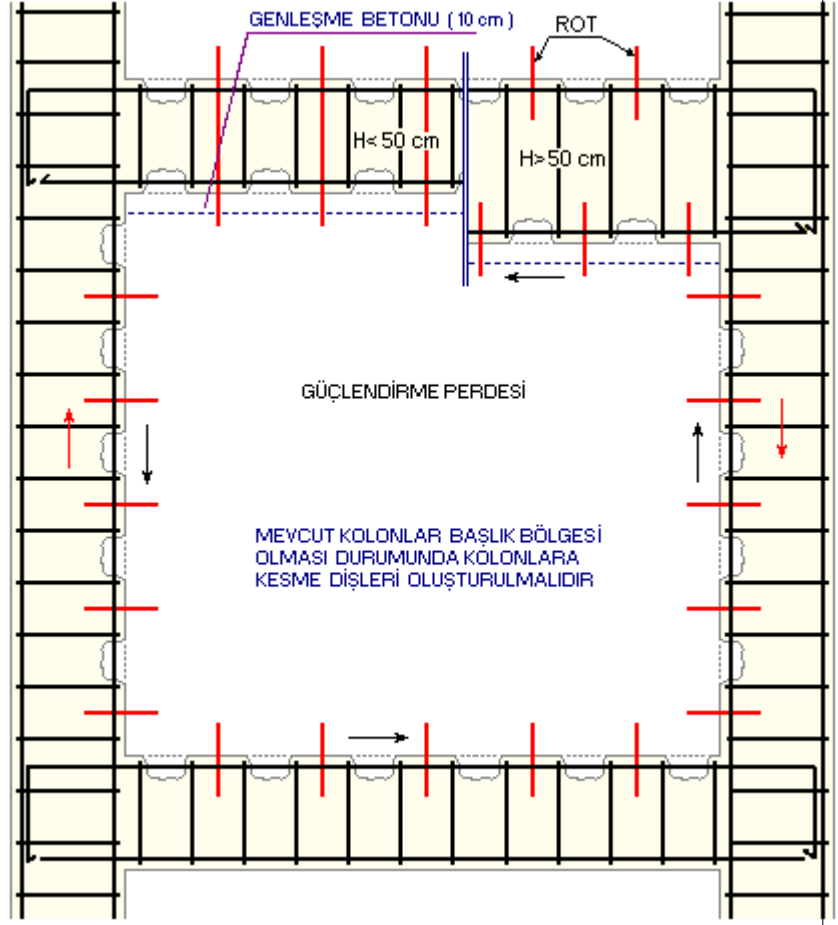 GENLEŞME BETONU ( 10 cm )
ROT
H< 50 cm
H> 50 cm
GÜÇLENDİRME PERDESİ
MEVCUT KOLONLAR BAŞLIK BÖLGESİ
OLMASI DURUMUNDA KOLONLARA
KESME DİŞLERİ OLUŞTURULMALIDIR